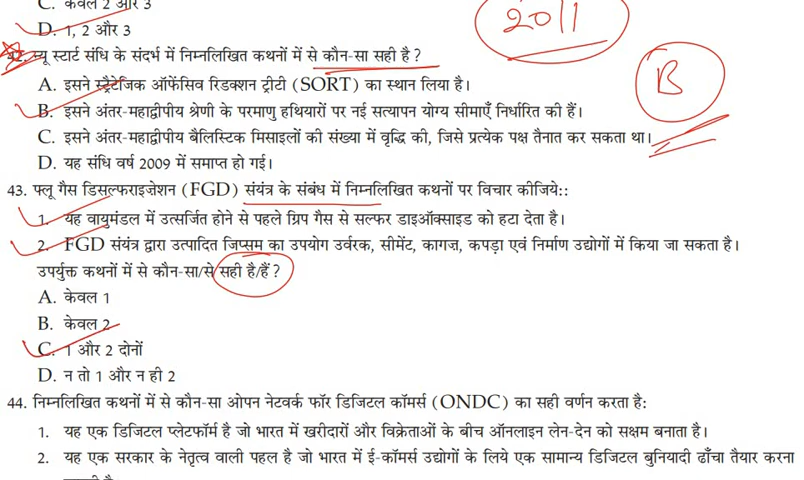 C. केवल 2 और 3
D. 1, 2 और 3
2011
42. न्यू स्टार्ट संधि के संदर्भ में निम्नलिखित कथनों में से कौन-सा सही है ?
A. इसने स्ट्रैटेजिक ऑफेंसिव रिडक्शन ट्रीटी (SORT) का स्थान लिया है।
B
B. इसने अंतर-महाद्वीपीय श्रेणी के परमाणु हथियारों पर नई सत्यापन योग्य सीमाएँ निर्धारित की हैं।
C. इसने अंतर-महाद्वीपीय बैलिस्टिक मिसाइलों की संख्या में वृद्धि की, जिसे प्रत्येक पक्ष तैनात कर सकता था।
D. यह संधि वर्ष 2009 में समाप्त हो गई।
43. फ्लू गैस डिसल्फराइज़ेशन (FGD) संयंत्र के संबंध में निम्नलिखित कथनों पर विचार कीजिये::
1. यह वायुमंडल में उत्सर्जित होने से पहले ग्रिप गैस से सल्फर डाइऑक्साइड को हटा देता है।
2. FGD संयंत्र द्वारा उत्पादित जिप्सम का उपयोग उर्वरक, सीमेंट, कागज, कपड़ा एवं निर्माण उद्योगों में किया जा सकता है।
उपर्युक्त कथनों में से कौन-सा/से सही है/हैं ?
A. केवल 1
B. केवल 2
C. 1 और 2 दोनों
D. न तो 1 और न ही 2
44. निम्नलिखित कथनों में से कौन-सा ओपन नेटवर्क फॉर डिजिटल कॉमर्स (ONDC) का सही वर्णन करता है:
1. यह एक डिजिटल प्लेटफॉर्म है जो भारत में खरीदारों और विक्रेताओं के बीच ऑनलाइन लेन-देन को सक्षम बनाता है।
2. यह एक सरकार के नेतृत्व वाली पहल है जो भारत में ई-कॉमर्स उद्योगों के लिये एक सामान्य डिजिटल बुनियादी ढाँचा तैयार करना